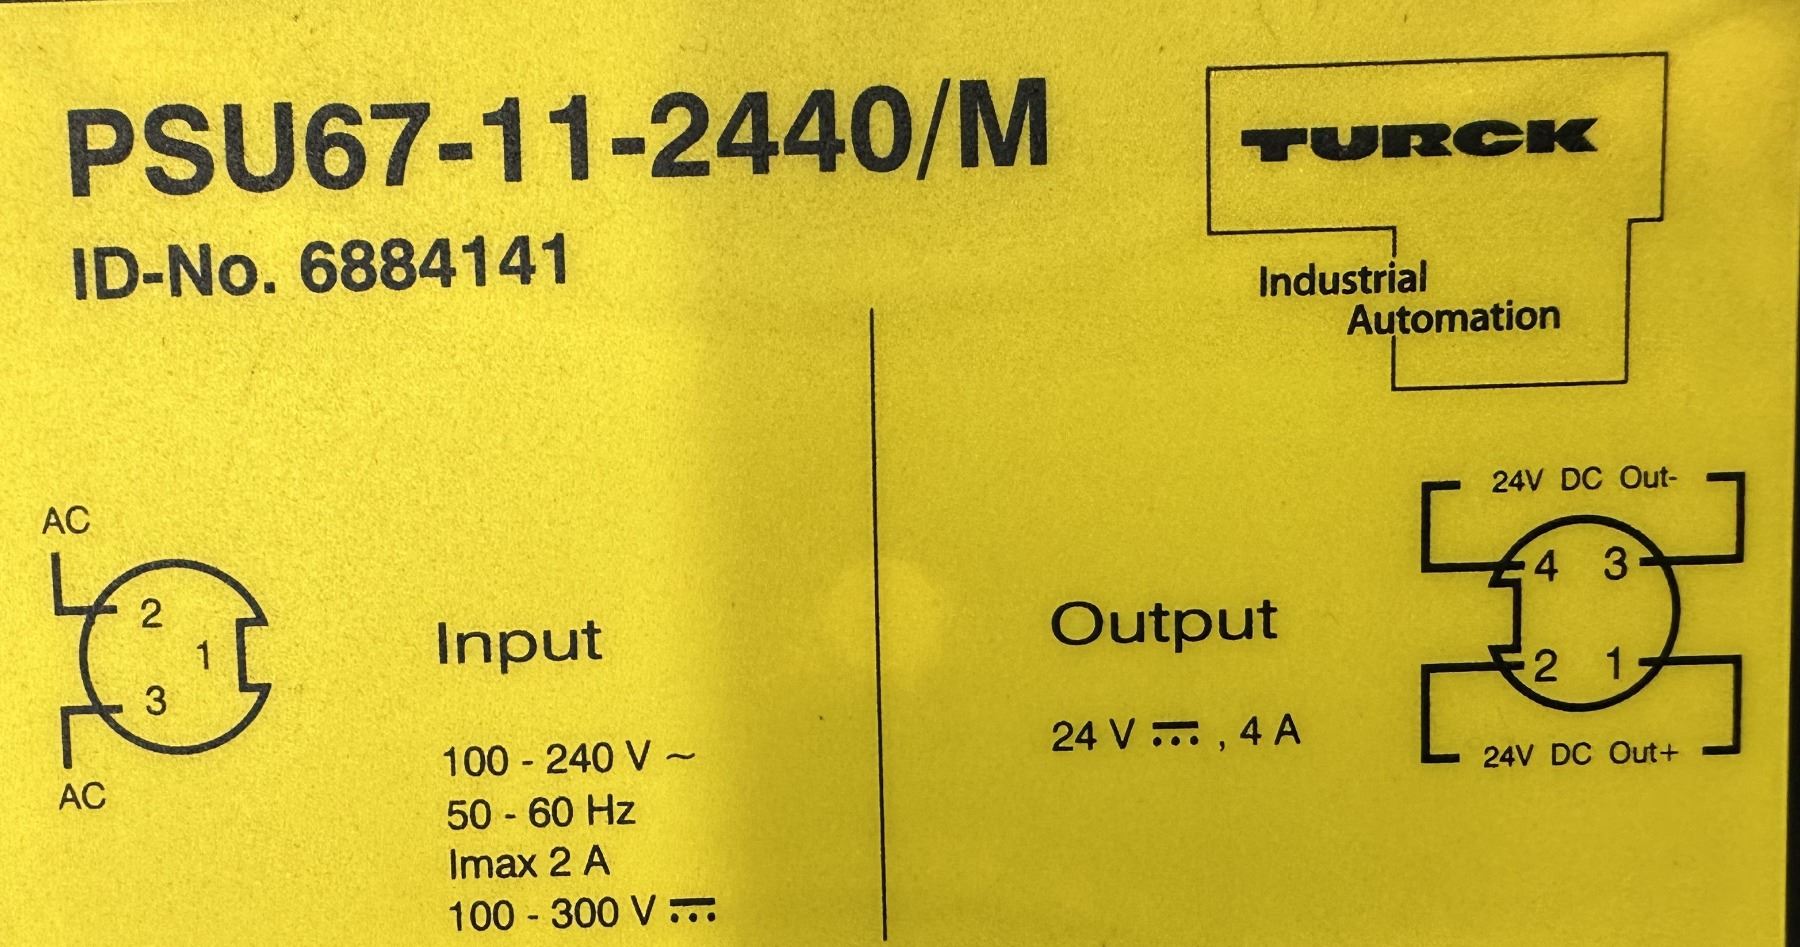 PSU67-11-2440/M
ID-No. 6884141
TURCK
Industrial
Automation
AC
2
1
3
AC
Input
100 - 240 V ~
50 - 60 Hz
Imax 2 A
100 - 300 V ⎓
Output
24 V ⎓ , 4 A
24V DC Out-
4 3
2 1
24V DC Out+